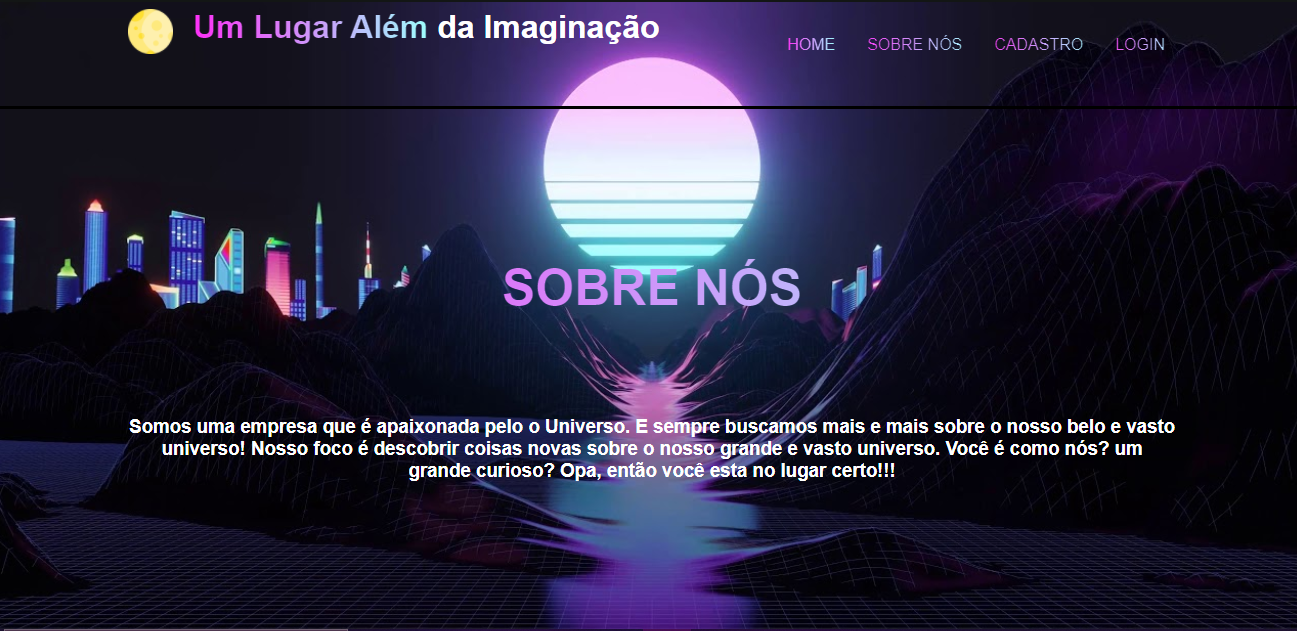 Um Lugar Além da Imaginação
HOME SOBRE NÓS CADASTRO LOGIN
SOBRE NÓS
Somos uma empresa que é apaixonada pelo o Universo. E sempre buscamos mais e mais sobre o nosso belo e vasto
universo! Nosso foco é descobrir coisas novas sobre o nosso grande e vasto universo. Você é como nós? um
grande curioso? Opa, então você esta no lugar certo!!!